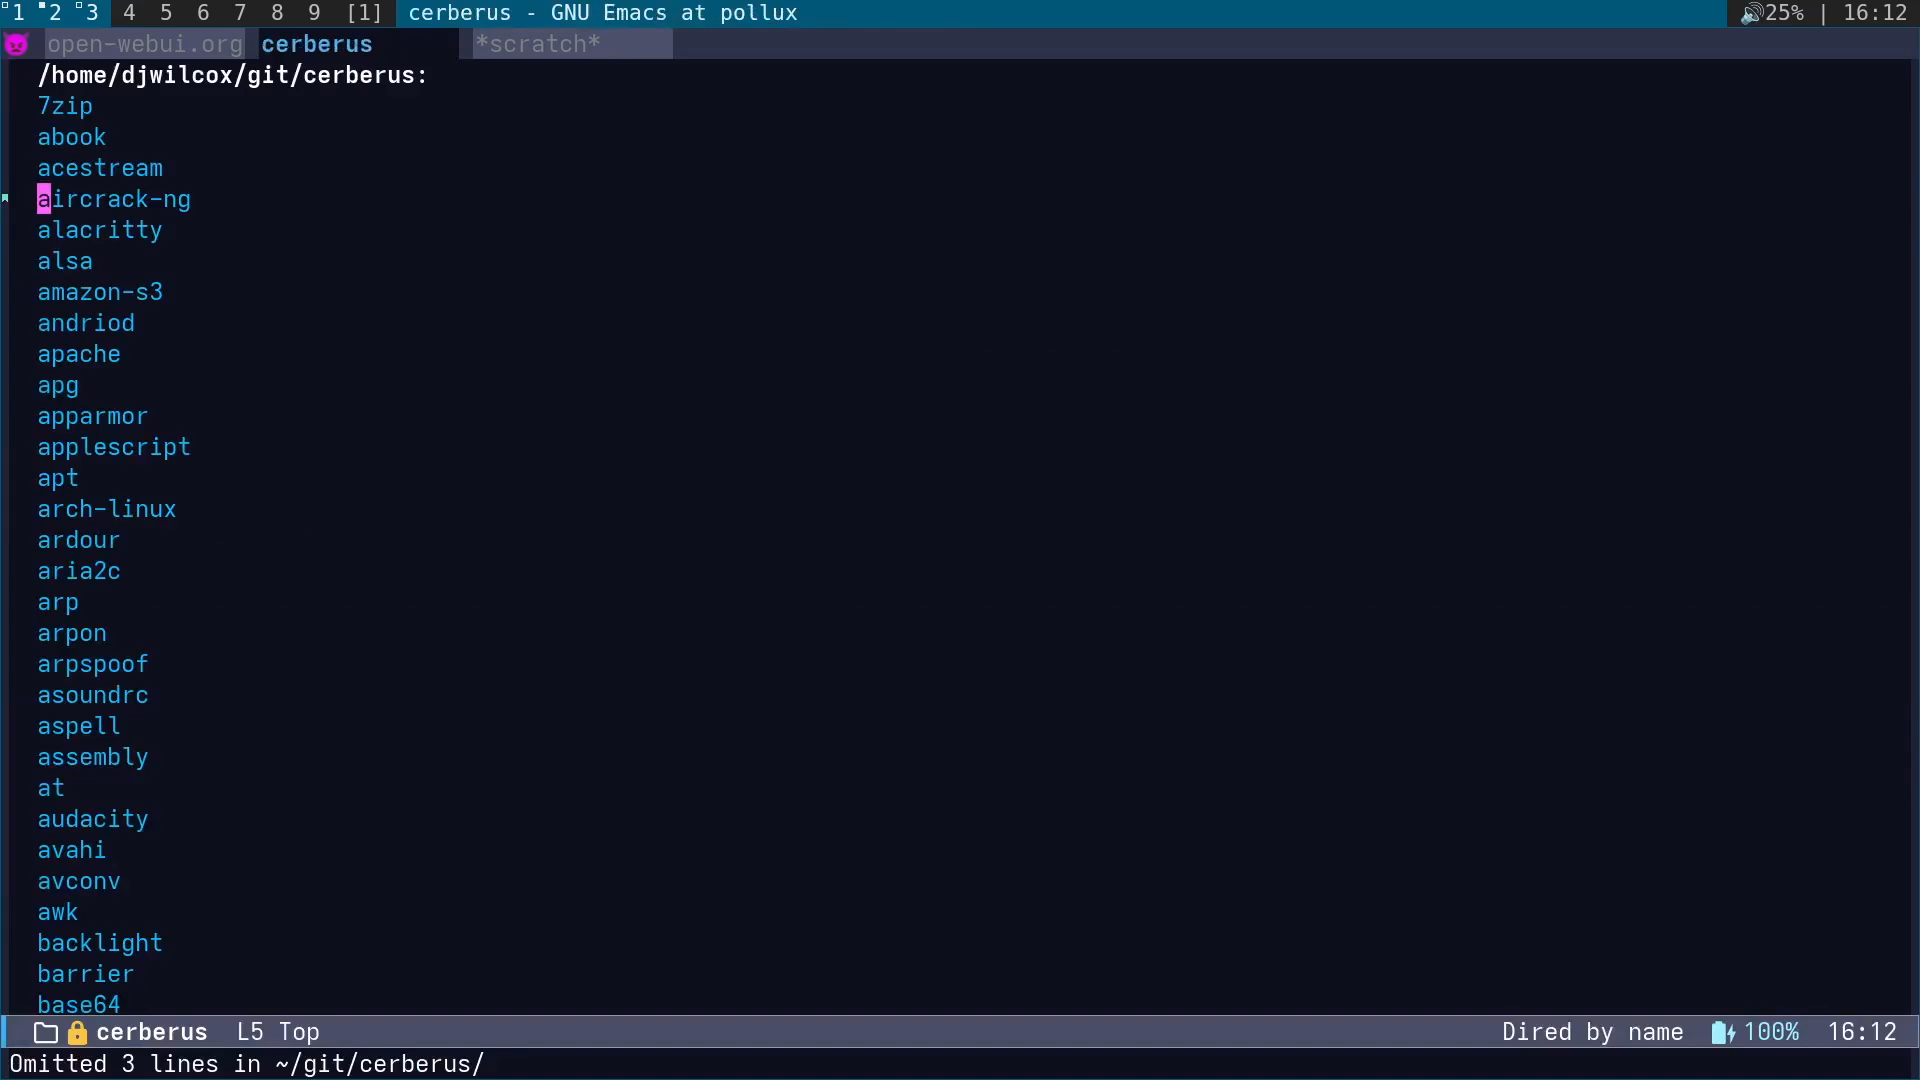 1 2 3 4 5 6 7 8 9 [1] cerberus - GNU Emacs at pollux 25% | 16:12
open-webui.org cerberus *scratch*
/home/djwilcox/git/cerberus:
7zip
abook
acestream
aircrack-ng
alacritty
alsa
amazon-s3
andriod
apache
apg
apparmor
applescript
apt
arch-linux
ardour
aria2c
arp
arpon
arpspoof
asoundrc
aspell
assembly
at
audacity
avahi
avconv
awk
backlight
barrier
base64
cerberus L5 Top Dired by name 100% 16:12
Omitted 3 lines in ~/git/cerberus/